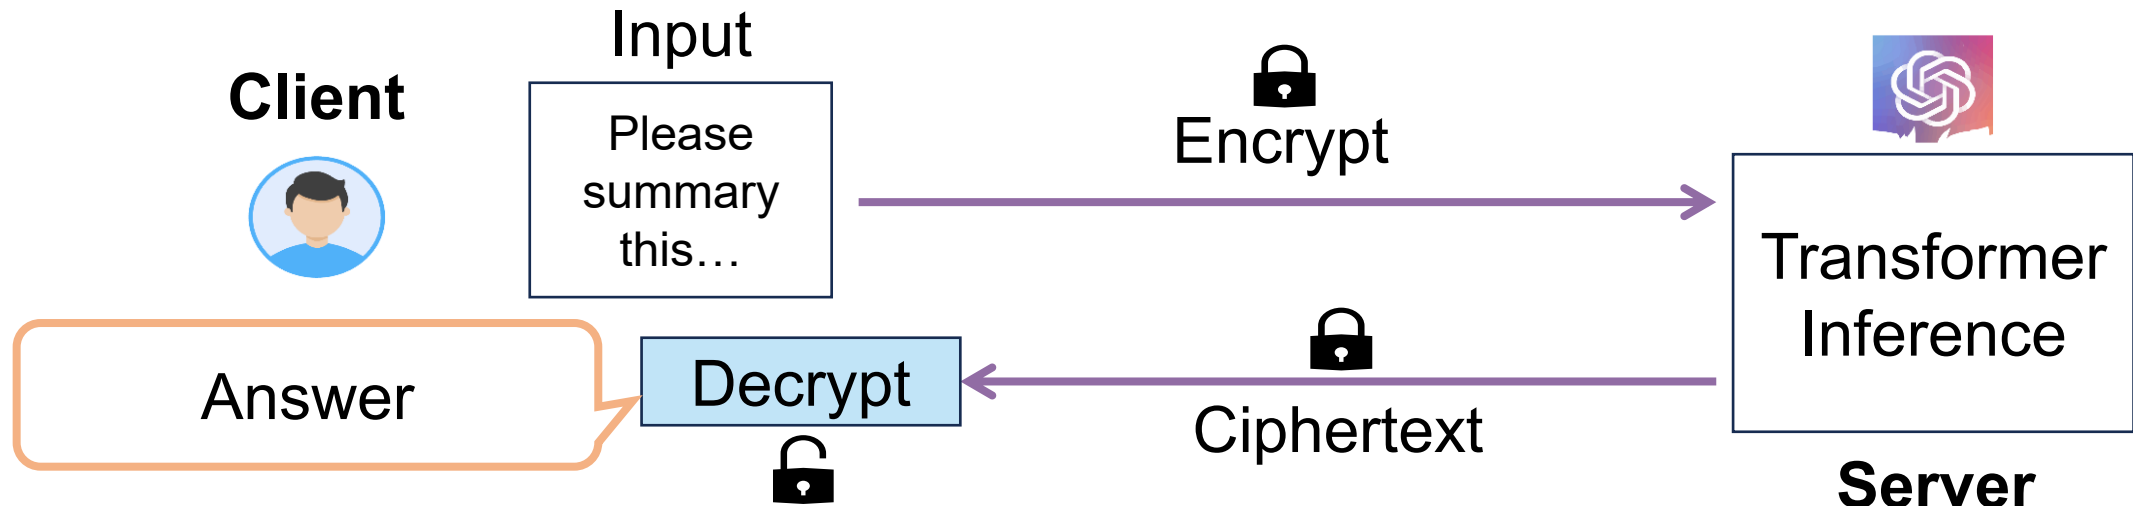 Input
Client
Please
summary
this…
Encrypt
Transformer
Inference
Answer
Decrypt
Ciphertext
Server